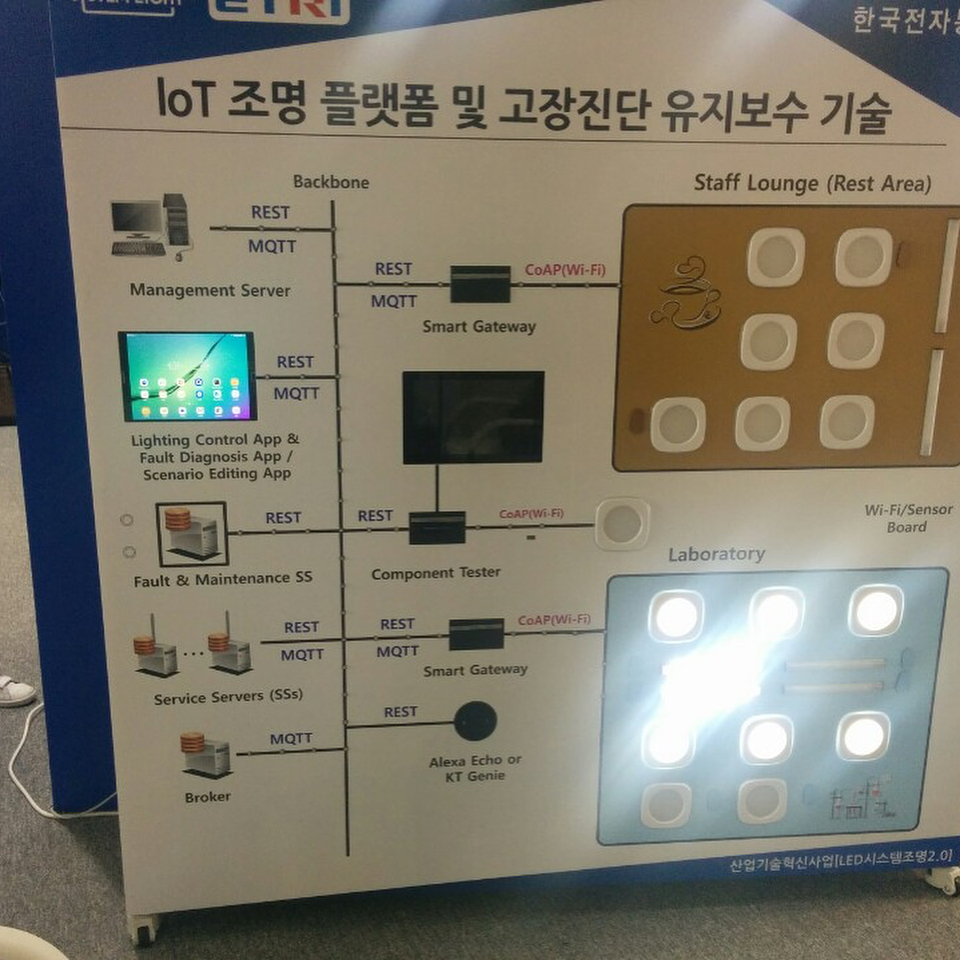 ETRI
한국전자
IoT 조명 플랫폼 및 고장진단 유지보수 기술
Backbone
Staff Lounge (Rest Area)
REST
MQTT
Management Server
REST
MQTT
CoAP(Wi-Fi)
Smart Gateway
REST
MQTT
Lighting Control App &
Fault Diagnosis App /
Scenario Editing App
REST
REST
CoAP(Wi-Fi)
Wi-Fi/Sensor
Board
Fault & Maintenance SS
Component Tester
Laboratory
REST
MQTT
REST
MQTT
CoAP(Wi-Fi)
Smart Gateway
Service Servers (SSs)
REST
Alexa Echo or
KT Genie
MQTT
Broker
산업기술혁신사업[LED시스템조명2.0]